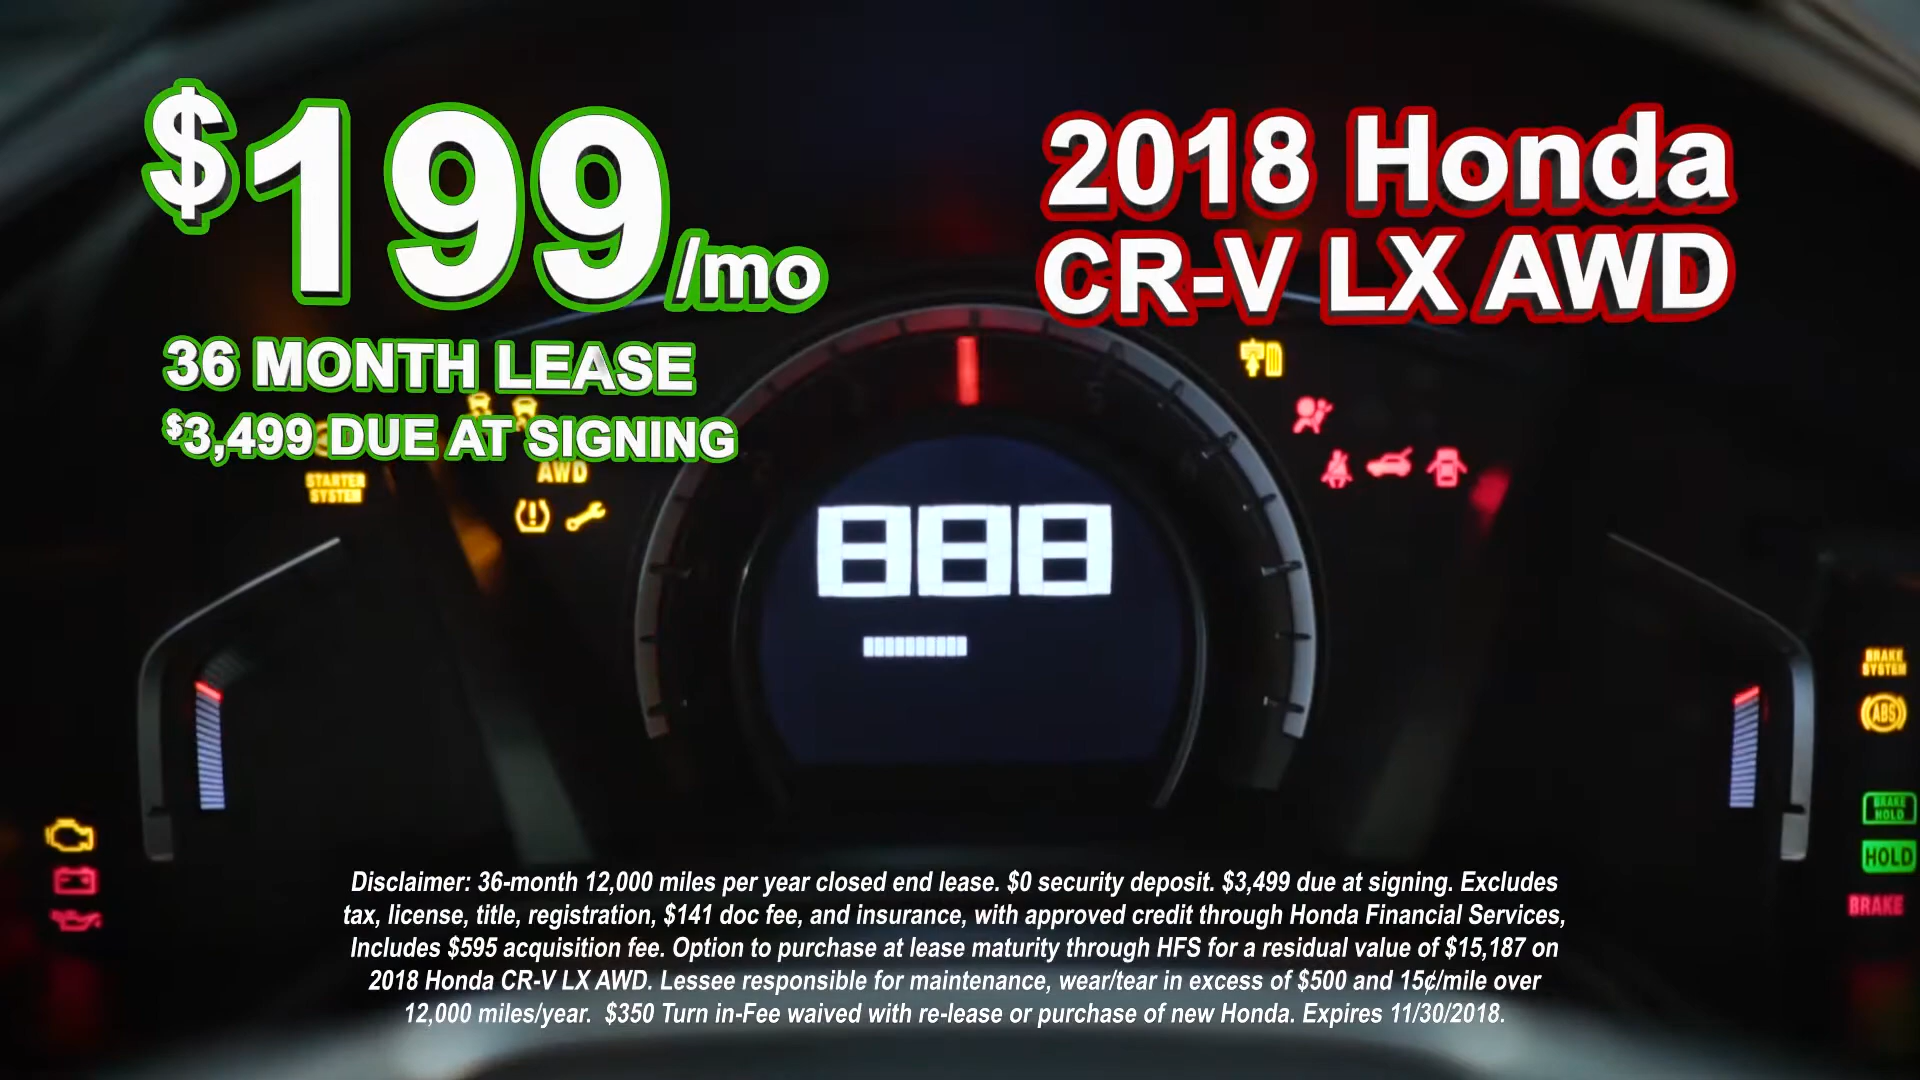 $199/mo
36 MONTH LEASE
$3,499 DUE AT SIGNING
2018 Honda
CR-V LX AWD
STARTER
SYSTEM
AWD
888
BRAKE
SYSTEM
ABS
BRAKE
HOLD
HOLD
BRAKE
Disclaimer: 36-month 12,000 miles per year closed end lease. $0 security deposit. $3,499 due at signing. Excludes
tax, license, title, registration, $141 doc fee, and insurance, with approved credit through Honda Financial Services,
Includes $595 acquisition fee. Option to purchase at lease maturity through HFS for a residual value of $15,187 on
2018 Honda CR-V LX AWD. Lessee responsible for maintenance, wear/tear in excess of $500 and 15¢/mile over
12,000 miles/year.  $350 Turn in-Fee waived with re-lease or purchase of new Honda. Expires 11/30/2018.